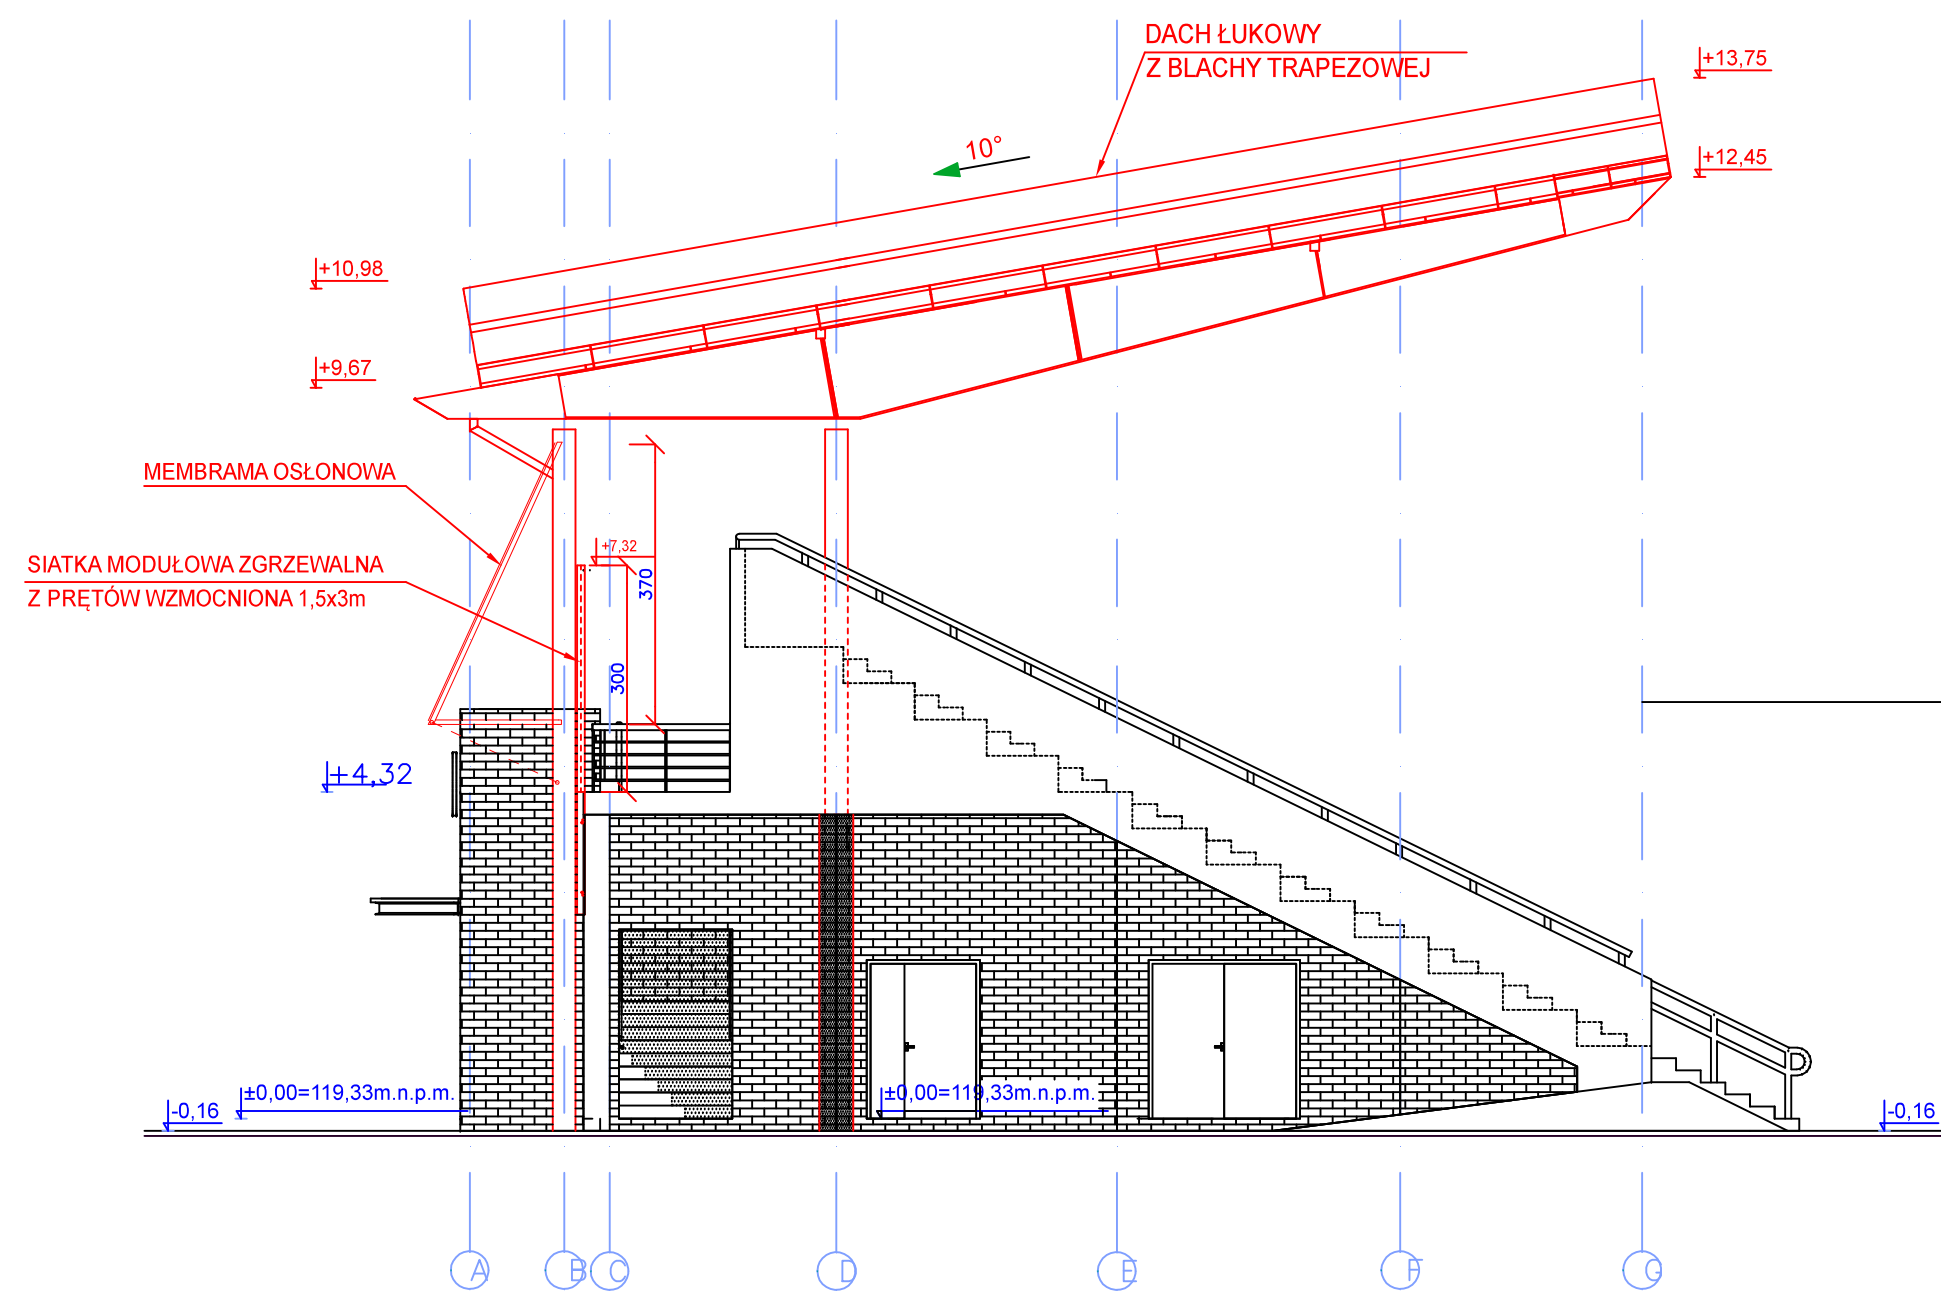 DACH ŁUKOWY
Z BLACHY TRAPEZOWEJ
+13,75
10°
+12,45
+10,98
+9,67
MEMBRAMA OSŁONOWA
+7,32
SIATKA MODUŁOWA ZGRZEWALNA
Z PRĘTÓW WZMOCNIONA 1,5x3m
370
300
+4,32
±0,00=119,33m.n.p.m.
±0,00=119,33m.n.p.m.
-0,16
-0,16
A
B
C
D
E
F
G